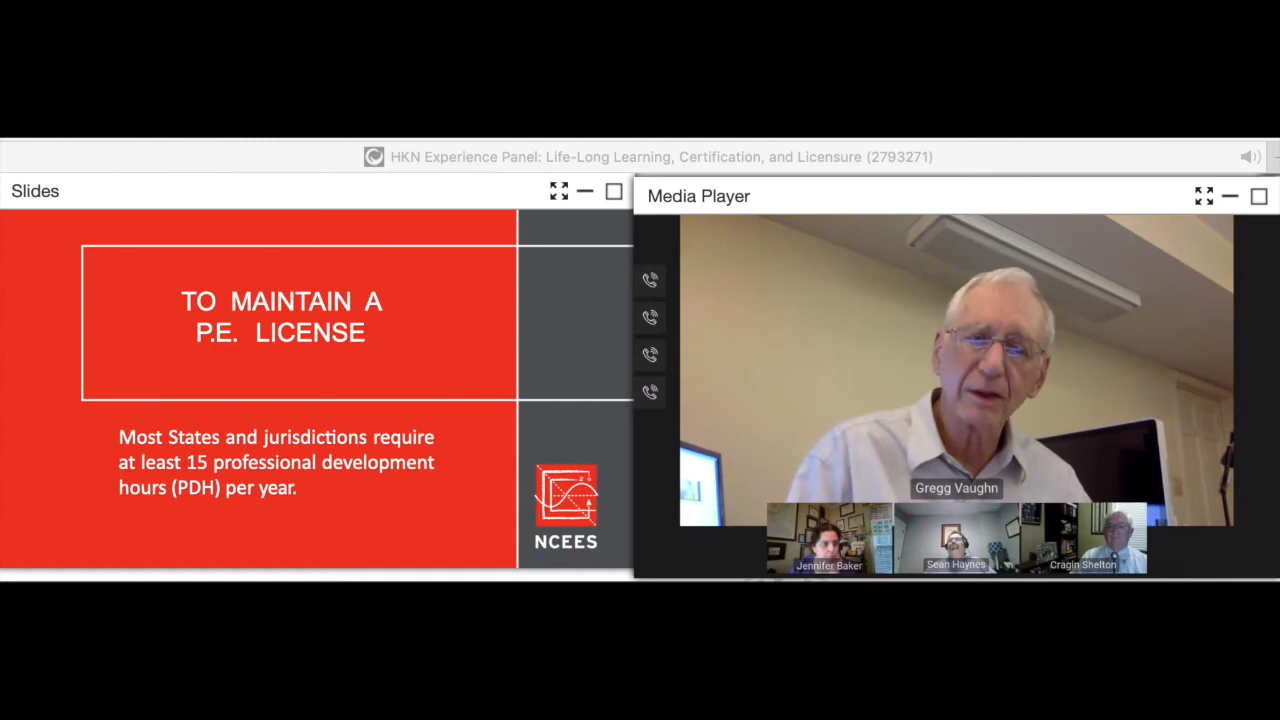 HKN Experience Panel: Life-Long Learning, Certification, and Licensure (2793271)
Slides
TO MAINTAIN A
P.E. LICENSE
Most States and jurisdictions require
at least 15 professional development
hours (PDH) per year.
NCEES
Media Player
Gregg Vaughn
Jennifer Baker
Sean Haynes
Cragin Shelton